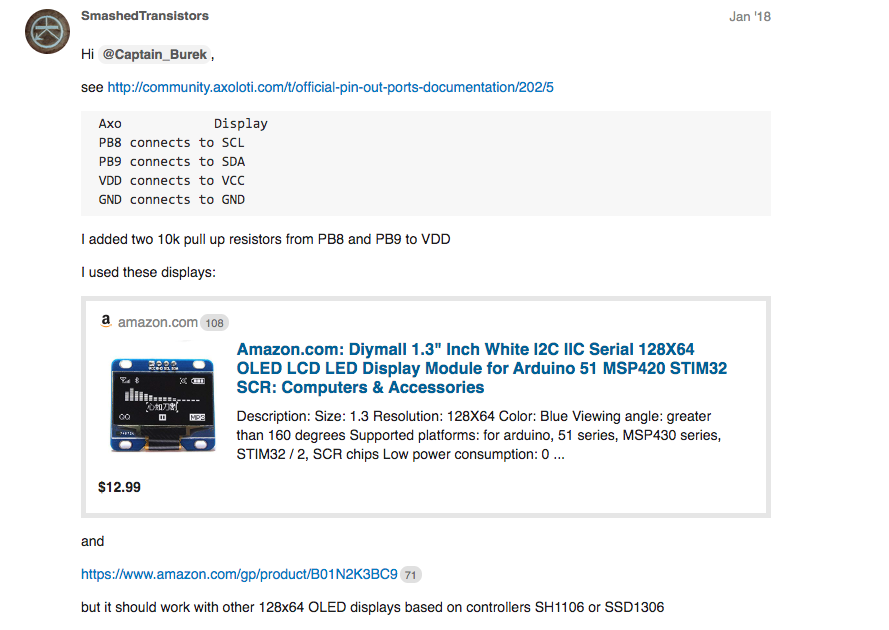 SmashedTransistors
Jan '18
Hi @Captain_Burek ,
see http://community.axoloti.com/t/official-pin-out-ports-documentation/202/5
Axo Display
PB8 connects to SCL
PB9 connects to SDA
VDD connects to VCC
GND connects to GND
I added two 10k pull up resistors from PB8 and PB9 to VDD
I used these displays:
a amazon.com 108
Amazon.com: Diymall 1.3" Inch White I2C IIC Serial 128X64
OLED LCD LED Display Module for Arduino 51 MSP420 STIM32
SCR: Computers & Accessories
Description: Size: 1.3 Resolution: 128X64 Color: Blue Viewing angle: greater
than 160 degrees Supported platforms: for arduino, 51 series, MSP430 series,
STIM32 / 2, SCR chips Low power consumption: 0 ...
$12.99
and
https://www.amazon.com/gp/product/B01N2K3BC9 71
but it should work with other 128x64 OLED displays based on controllers SH1106 or SSD1306